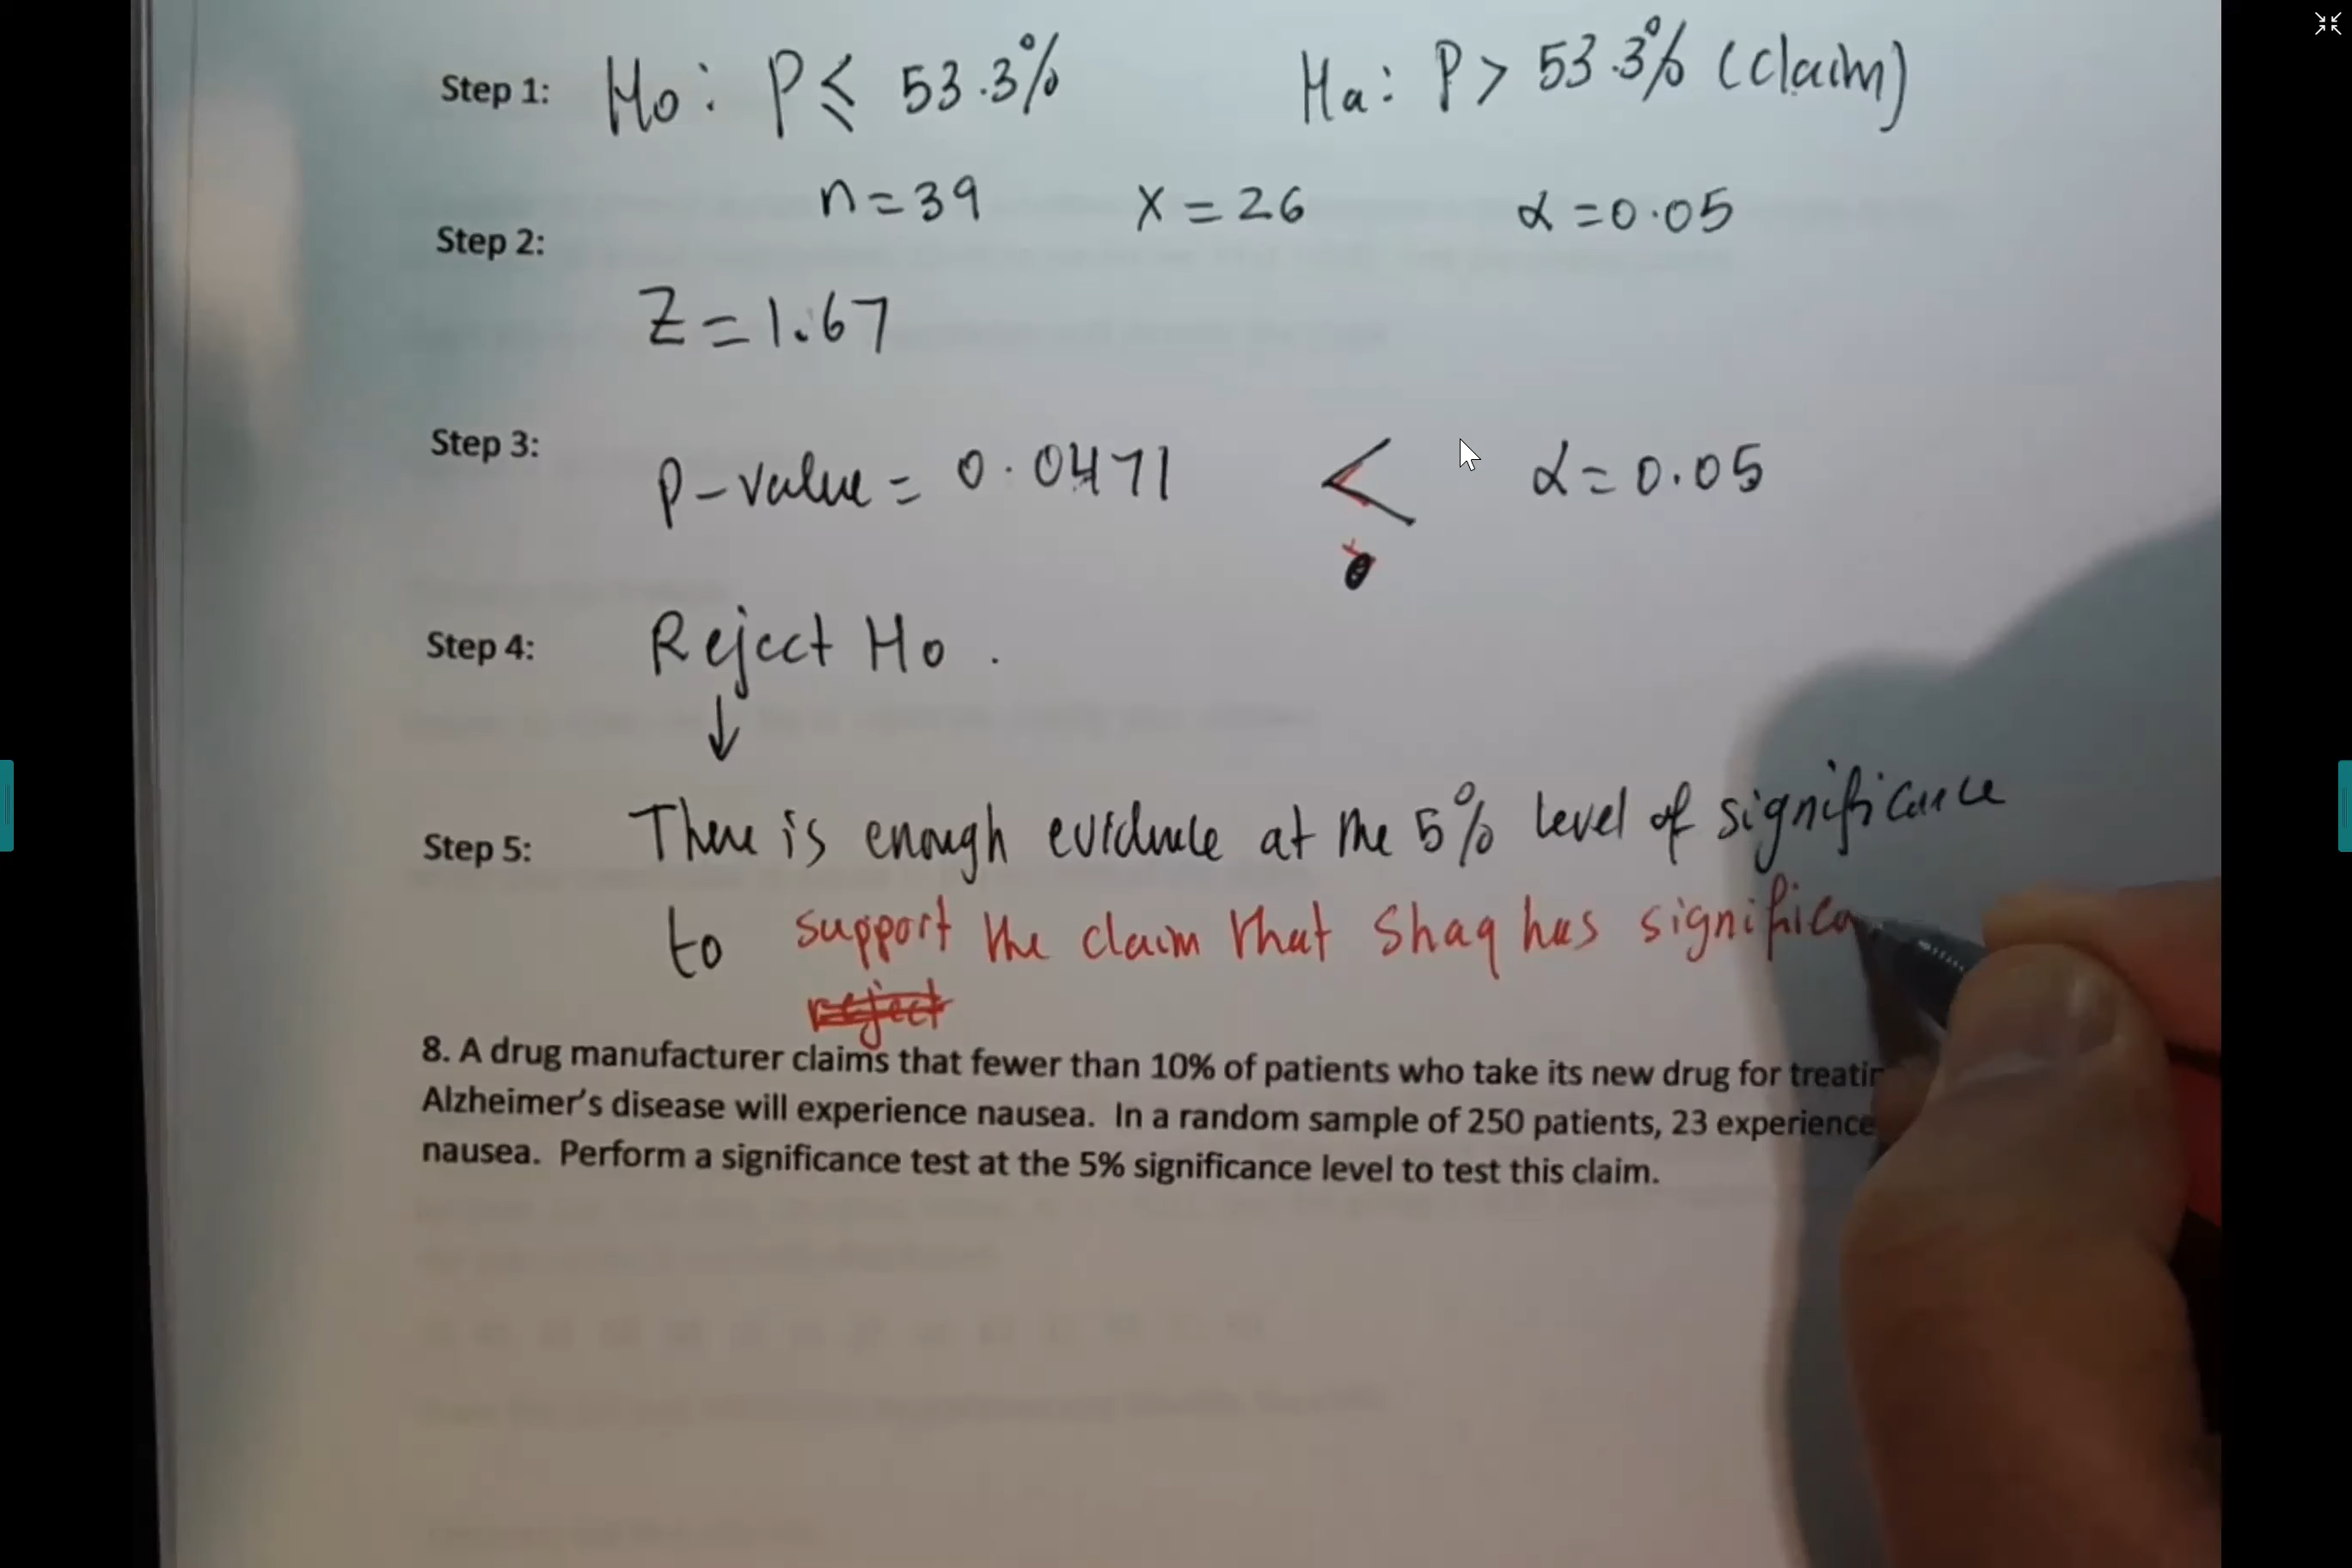 Step 1: Ho: P ≤ 53.3% Ha: P > 53.3% (claim)
n = 39 x = 26 α = 0.05
Step 2:
Z = 1.67
Step 3: P-value = 0.0471 < α = 0.05
Step 4: Reject Ho.
↓
Step 5: There is enough evidence at the 5% level of significance
to support the claim that Shaq has significa
reject
8. A drug manufacturer claims that fewer than 10% of patients who take its new drug for treatin
Alzheimer's disease will experience nausea. In a random sample of 250 patients, 23 experience
nausea. Perform a significance test at the 5% significance level to test this claim.